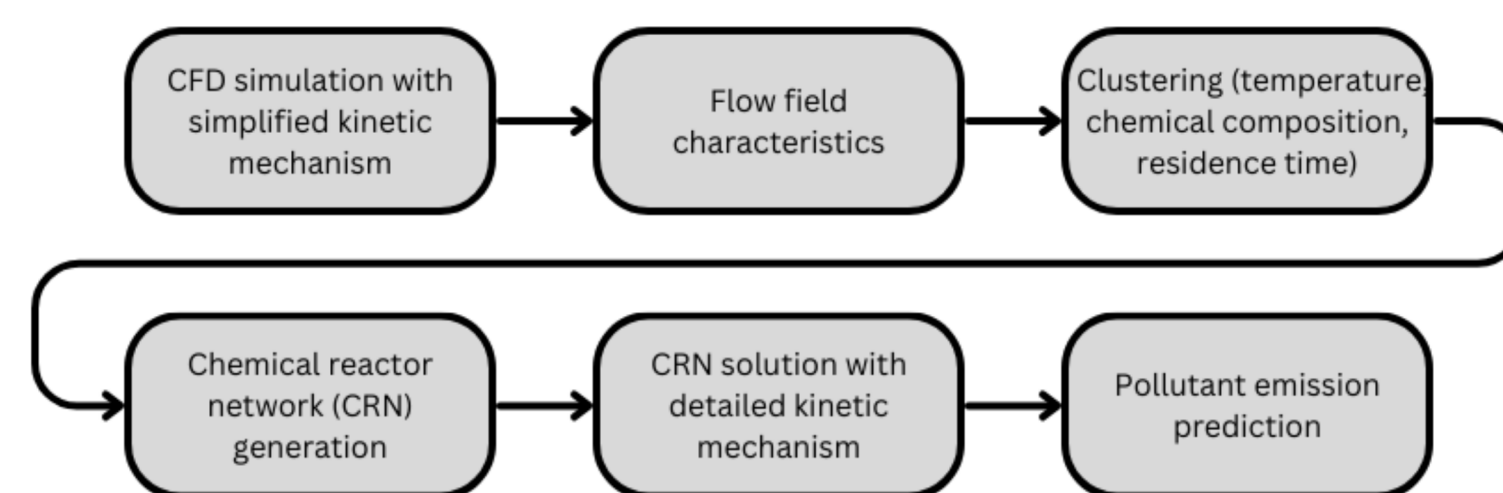 CFD simulation with
simplified kinetic
mechanism
Flow field
characteristics
Clustering (temperature,
chemical composition,
residence time)
Chemical reactor
network (CRN)
generation
CRN solution with
detailed kinetic
mechanism
Pollutant emission
prediction